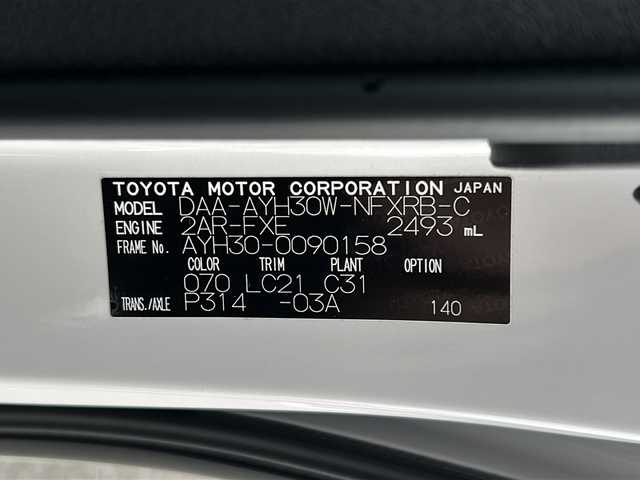 TOYOTA MOTOR CORPORATION JAPAN
MODEL DAA-AYH30W-NFXRB-C
ENGINE 2AR-FXE 2493 mL
FRAME NO. AYH30-0090158
COLOR TRIM PLANT OPTION
070 LC21 C31
TRANS./AXLE P314 -03A 140